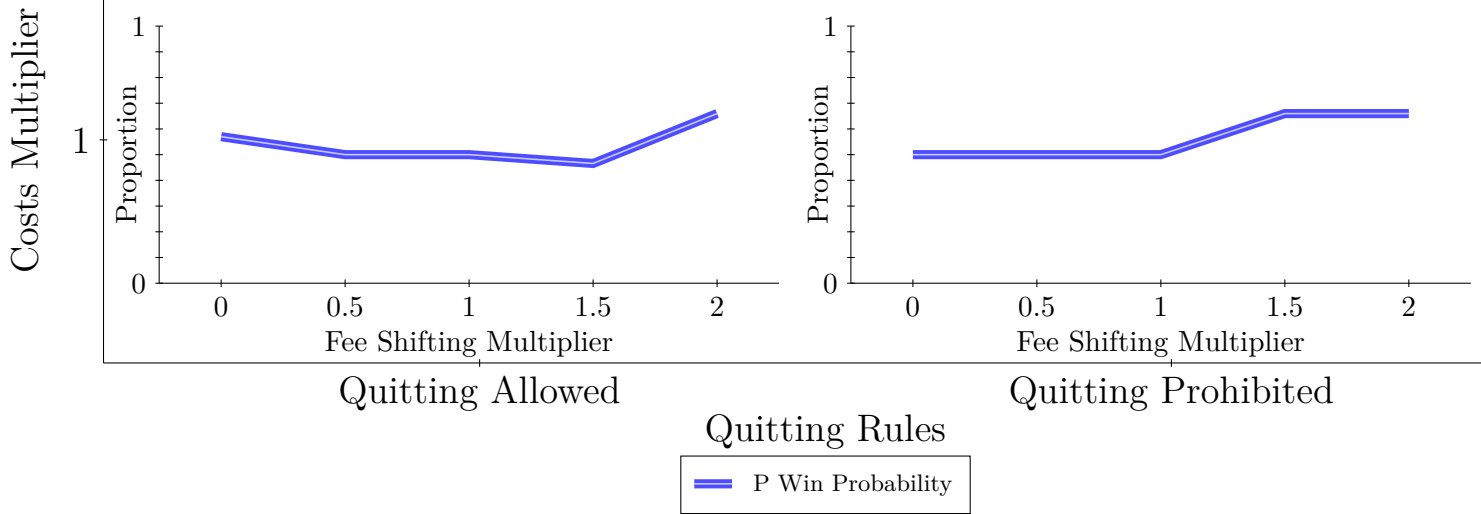 Costs Multiplier
1
Proportion
1
0
0 0.5 1 1.5 2
Fee Shifting Multiplier
Proportion
1
0
0 0.5 1 1.5 2
Fee Shifting Multiplier
Quitting Allowed
Quitting Prohibited
Quitting Rules
P Win Probability